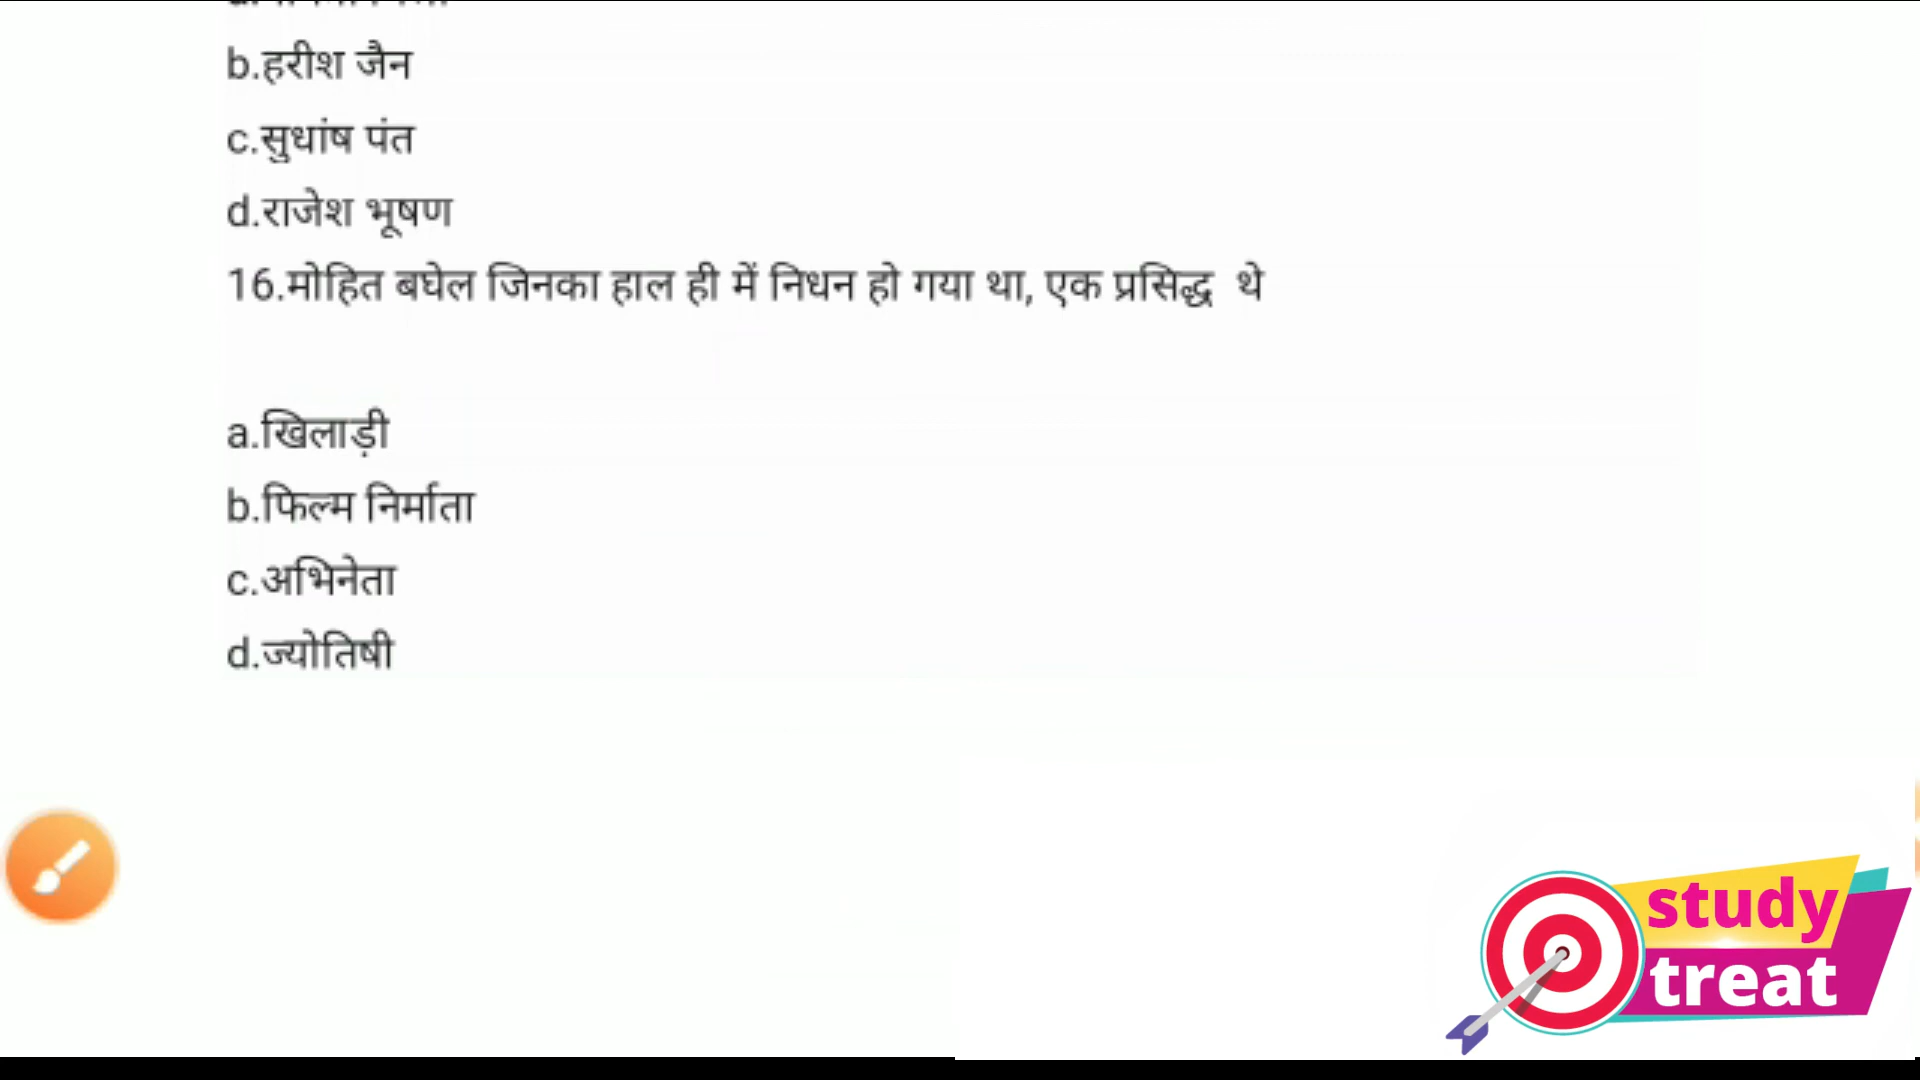 b.हरीश जैन
c.सुधांष पंत
d.राजेश भूषण
16.मोहित बघेल जिनका हाल ही में निधन हो गया था, एक प्रसिद्ध थे
a.खिलाड़ी
b.फिल्म निर्माता
c.अभिनेता
d.ज्योतिषी
study
treat